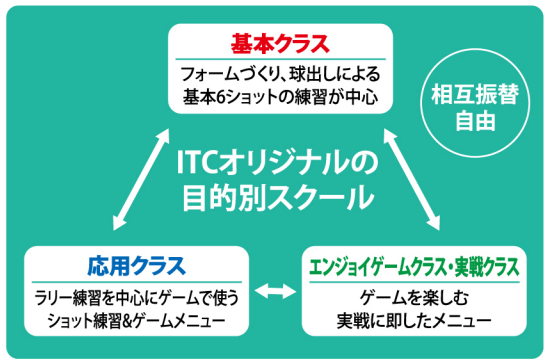 基本クラス
フォームづくり、球出しによる
基本6ショットの練習が中心
相互振替
自由
ITCオリジナルの
目的別スクール
応用クラス
ラリー練習を中心にゲームで使う
ショット練習&ゲームメニュー
エンジョイゲームクラス・実戦クラス
ゲームを楽しむ
実戦に即したメニュー